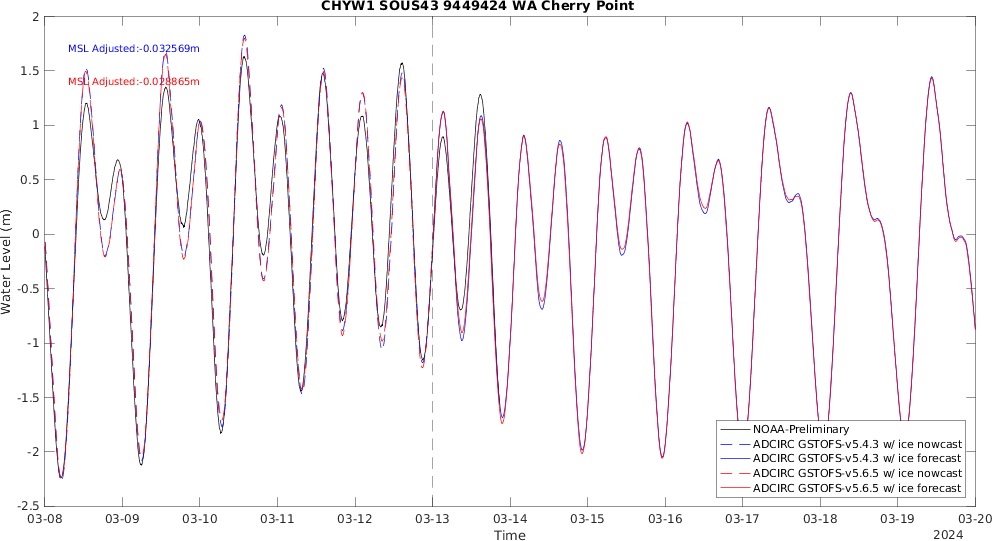 CHYW1 SOUS43 9449424 WA Cherry Point
MSL Adjusted:-0.032569m
MSL Adjusted:-0.028865m
Water Level (m)
2
1.5
1
0.5
0
-0.5
-1
-1.5
-2
-2.5
NOAA-Preliminary
ADCIRC GSTOFS-v5.4.3 w/ ice nowcast
ADCIRC GSTOFS-v5.4.3 w/ ice forecast
ADCIRC GSTOFS-v5.6.5 w/ ice nowcast
ADCIRC GSTOFS-v5.6.5 w/ ice forecast
03-08 03-09 03-10 03-11 03-12 03-13 03-14 03-15 03-16 03-17 03-18 03-19 03-20
Time
2024